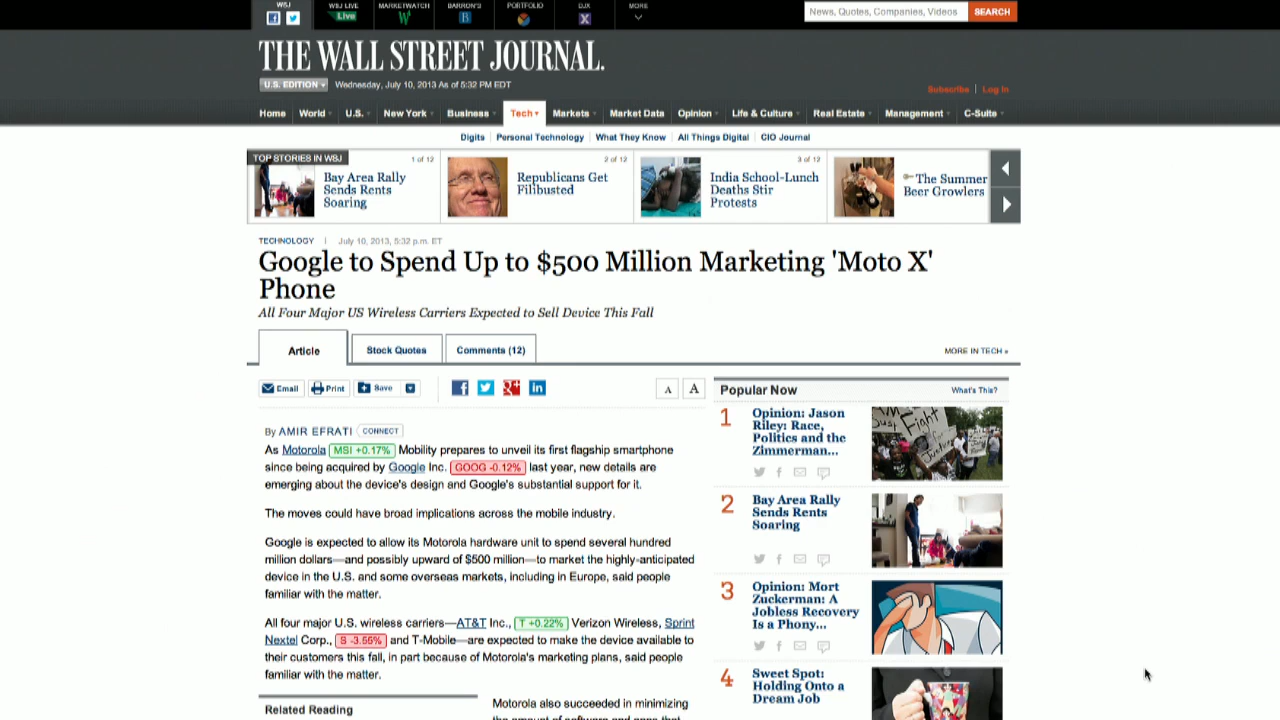 WSJ
WSJ LIVE
MARKETWATCH
BARRON'S
PORTFOLIO
DJX
MORE
Live
W
B
X
News, Quotes, Companies, Videos
SEARCH
THE WALL STREET JOURNAL.
U.S. EDITION
Wednesday, July 10, 2013 As of 5:32 PM EDT
Subscribe | Log In
Home World U.S. New York Business Tech Markets Market Data Opinion Life & Culture Real Estate Management C-Suite
Digits | Personal Technology | What They Know | All Things Digital | CIO Journal
TOP STORIES IN WSJ
1 of 12
Bay Area Rally
Sends Rents
Soaring
2 of 12
Republicans Get
Filibusted
3 of 12
India School-Lunch
Deaths Stir
Protests
The Summer
Beer Growlers
TECHNOLOGY | July 10, 2013, 5:32 p.m. ET
Google to Spend Up to $500 Million Marketing 'Moto X'
Phone
All Four Major US Wireless Carriers Expected to Sell Device This Fall
Article
Stock Quotes
Comments (12)
MORE IN TECH »
Email
Print
Save
f
g+
in
A
A
By AMIR EFRATI CONNECT
As Motorola MSI +0.17% Mobility prepares to unveil its first flagship smartphone
since being acquired by Google Inc. GOOG -0.12% last year, new details are
emerging about the device's design and Google's substantial support for it.
The moves could have broad implications across the mobile industry.
Google is expected to allow its Motorola hardware unit to spend several hundred
million dollars—and possibly upward of $500 million—to market the highly-anticipated
device in the U.S. and some overseas markets, including in Europe, said people
familiar with the matter.
All four major U.S. wireless carriers—AT&T Inc., T +0.22% Verizon Wireless, Sprint
Nextel Corp., S -3.55% and T-Mobile—are expected to make the device available to
their customers this fall, in part because of Motorola's marketing plans, said people
familiar with the matter.
Related Reading
Motorola also succeeded in minimizing
the amount of software and apps that
Popular Now
What's This?
1
Opinion: Jason
Riley: Race,
Politics and the
Zimmerman...
Fight
for
Justice
2
Bay Area Rally
Sends Rents
Soaring
3
Opinion: Mort
Zuckerman: A
Jobless Recovery
Is a Phony...
4
Sweet Spot:
Holding Onto a
Dream Job